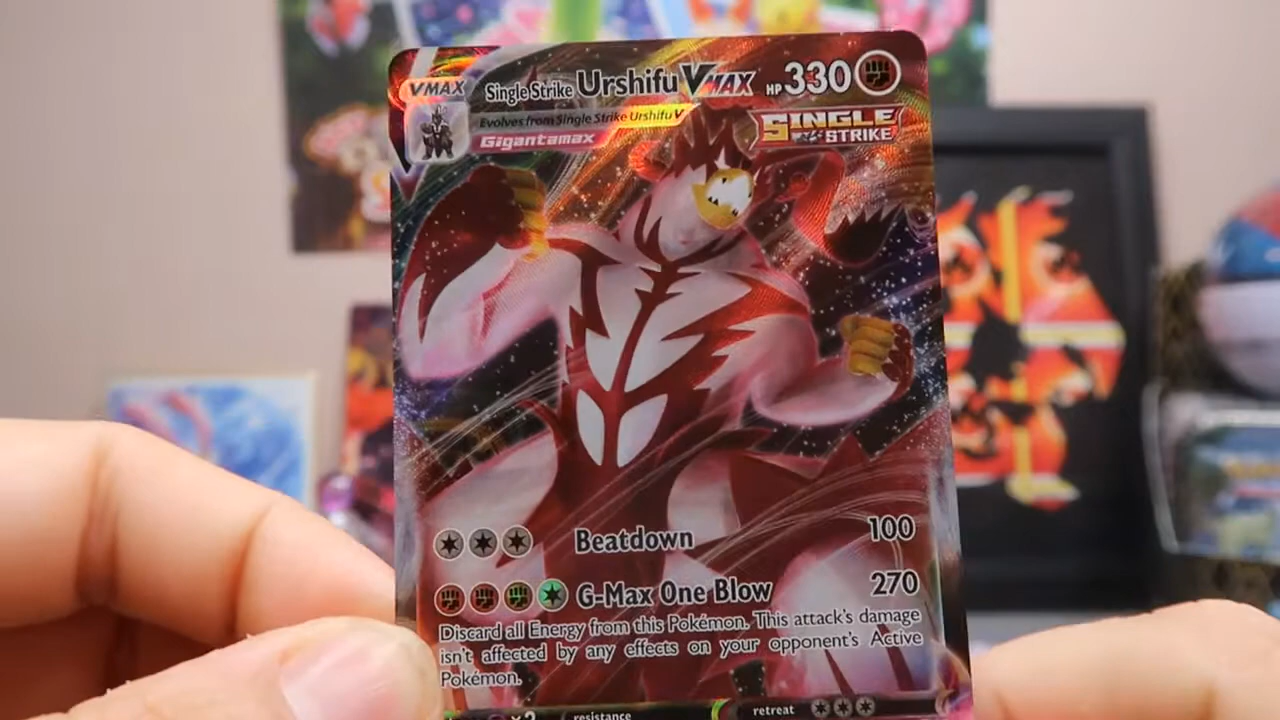 VMAX
Single Strike Urshifu VMAX HP 330
Evolves from Single Strike Urshifu V
Gigantamax
SINGLE STRIKE
Beatdown 100
G-Max One Blow 270
Discard all Energy from this Pokémon. This attack's damage
isn't affected by any effects on your opponent's Active
Pokémon.
x2 resistance retreat